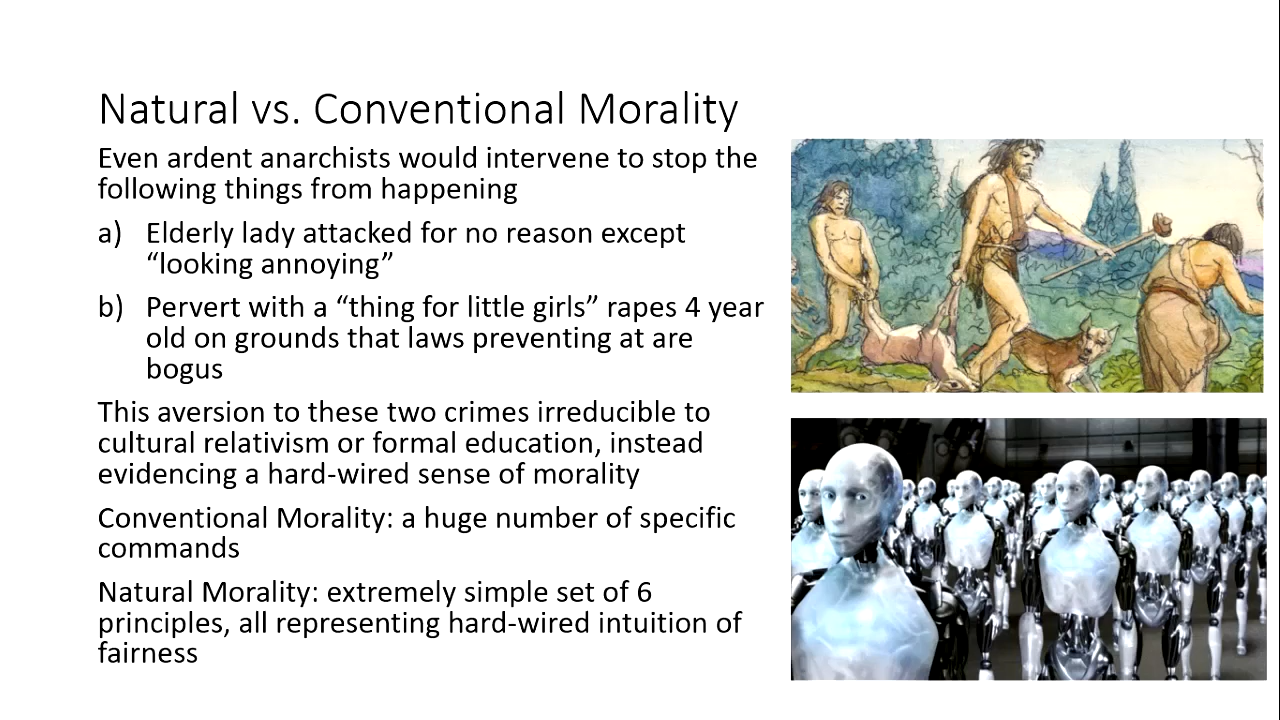 Natural vs. Conventional Morality
Even ardent anarchists would intervene to stop the
following things from happening
a) Elderly lady attacked for no reason except
“looking annoying”
b) Pervert with a “thing for little girls” rapes 4 year
old on grounds that laws preventing at are
bogus
This aversion to these two crimes irreducible to
cultural relativism or formal education, instead
evidencing a hard-wired sense of morality
Conventional Morality: a huge number of specific
commands
Natural Morality: extremely simple set of 6
principles, all representing hard-wired intuition of
fairness